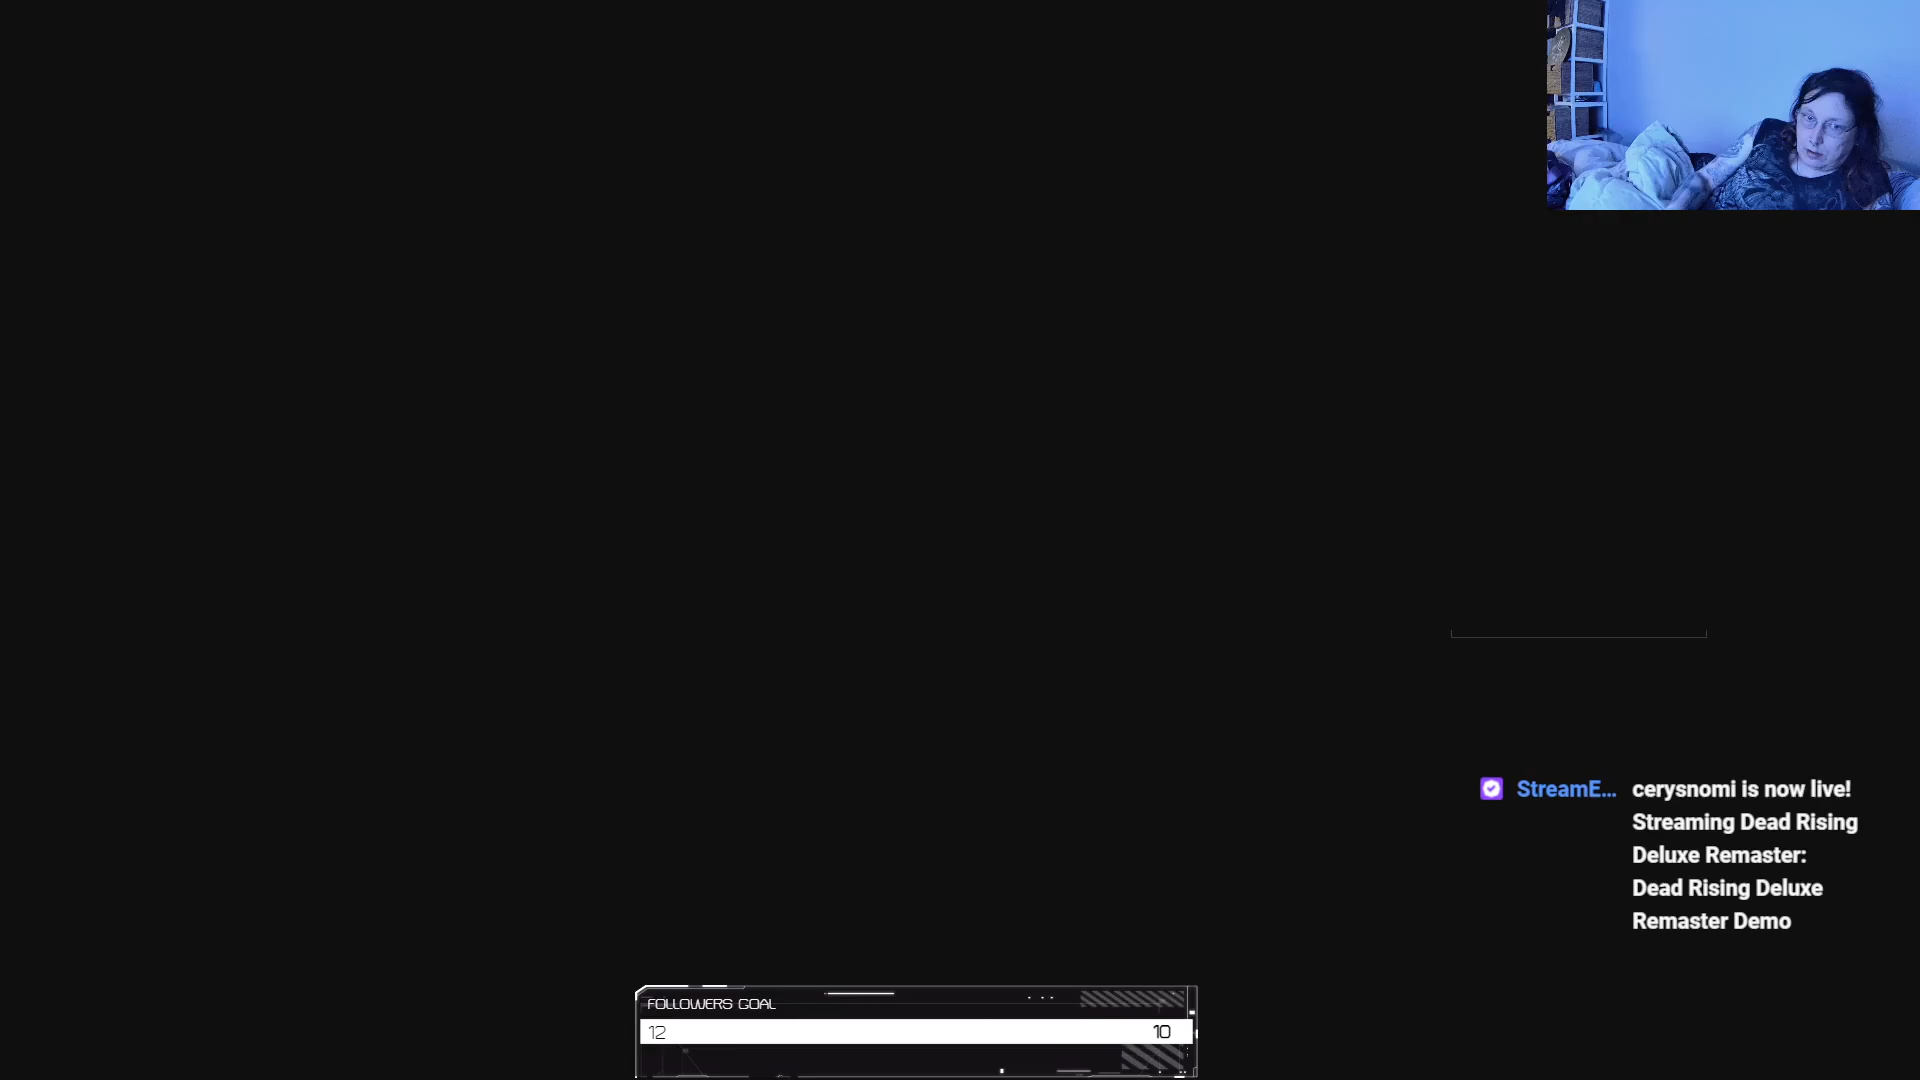 StreamE... cerysnomi is now live!
Streaming Dead Rising
Deluxe Remaster:
Dead Rising Deluxe
Remaster Demo
FOLLOWERS GOAL
12 10